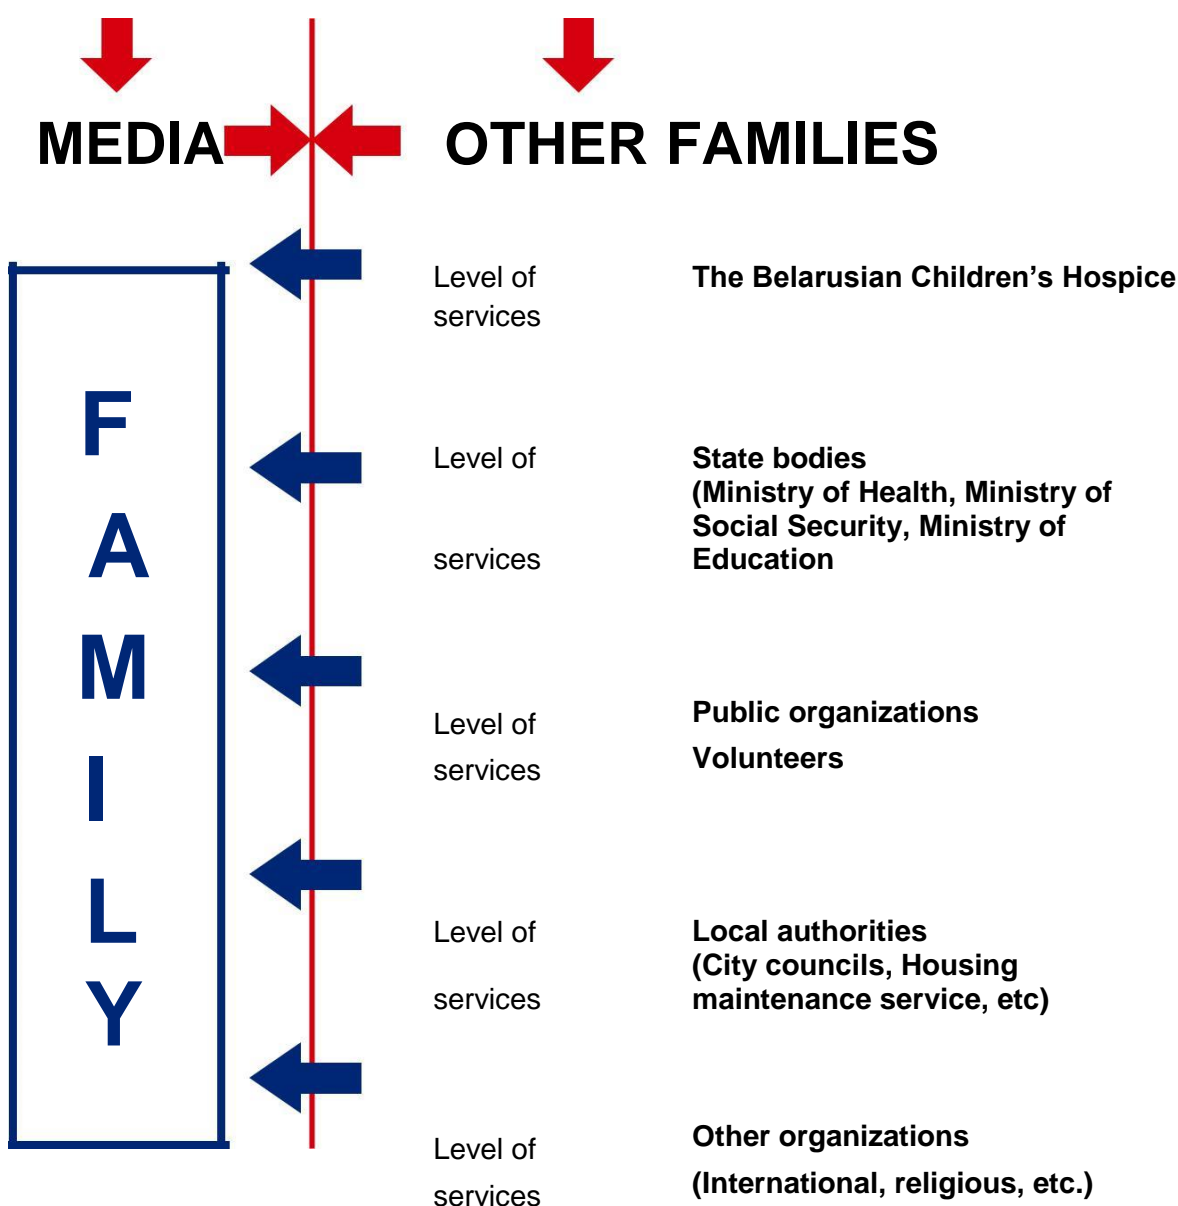 MEDIA
OTHER FAMILIES
FAMILY
Level of
services
The Belarusian Children’s Hospice
Level of
services
State bodies
(Ministry of Health, Ministry of
Social Security, Ministry of
Education
Level of
services
Public organizations
Volunteers
Level of
services
Local authorities
(City councils, Housing
maintenance service, etc)
Level of
services
Other organizations
(International, religious, etc.)